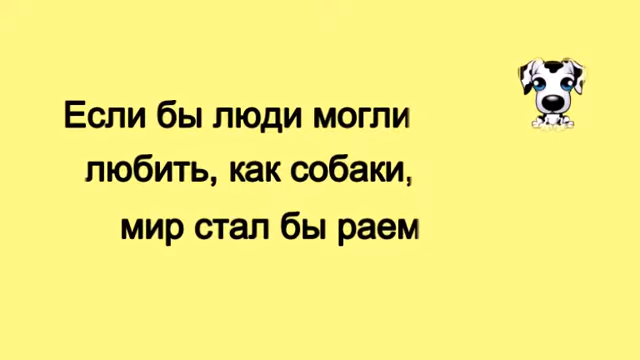 Если бы люди могли
любить, как собаки,
мир стал бы раем